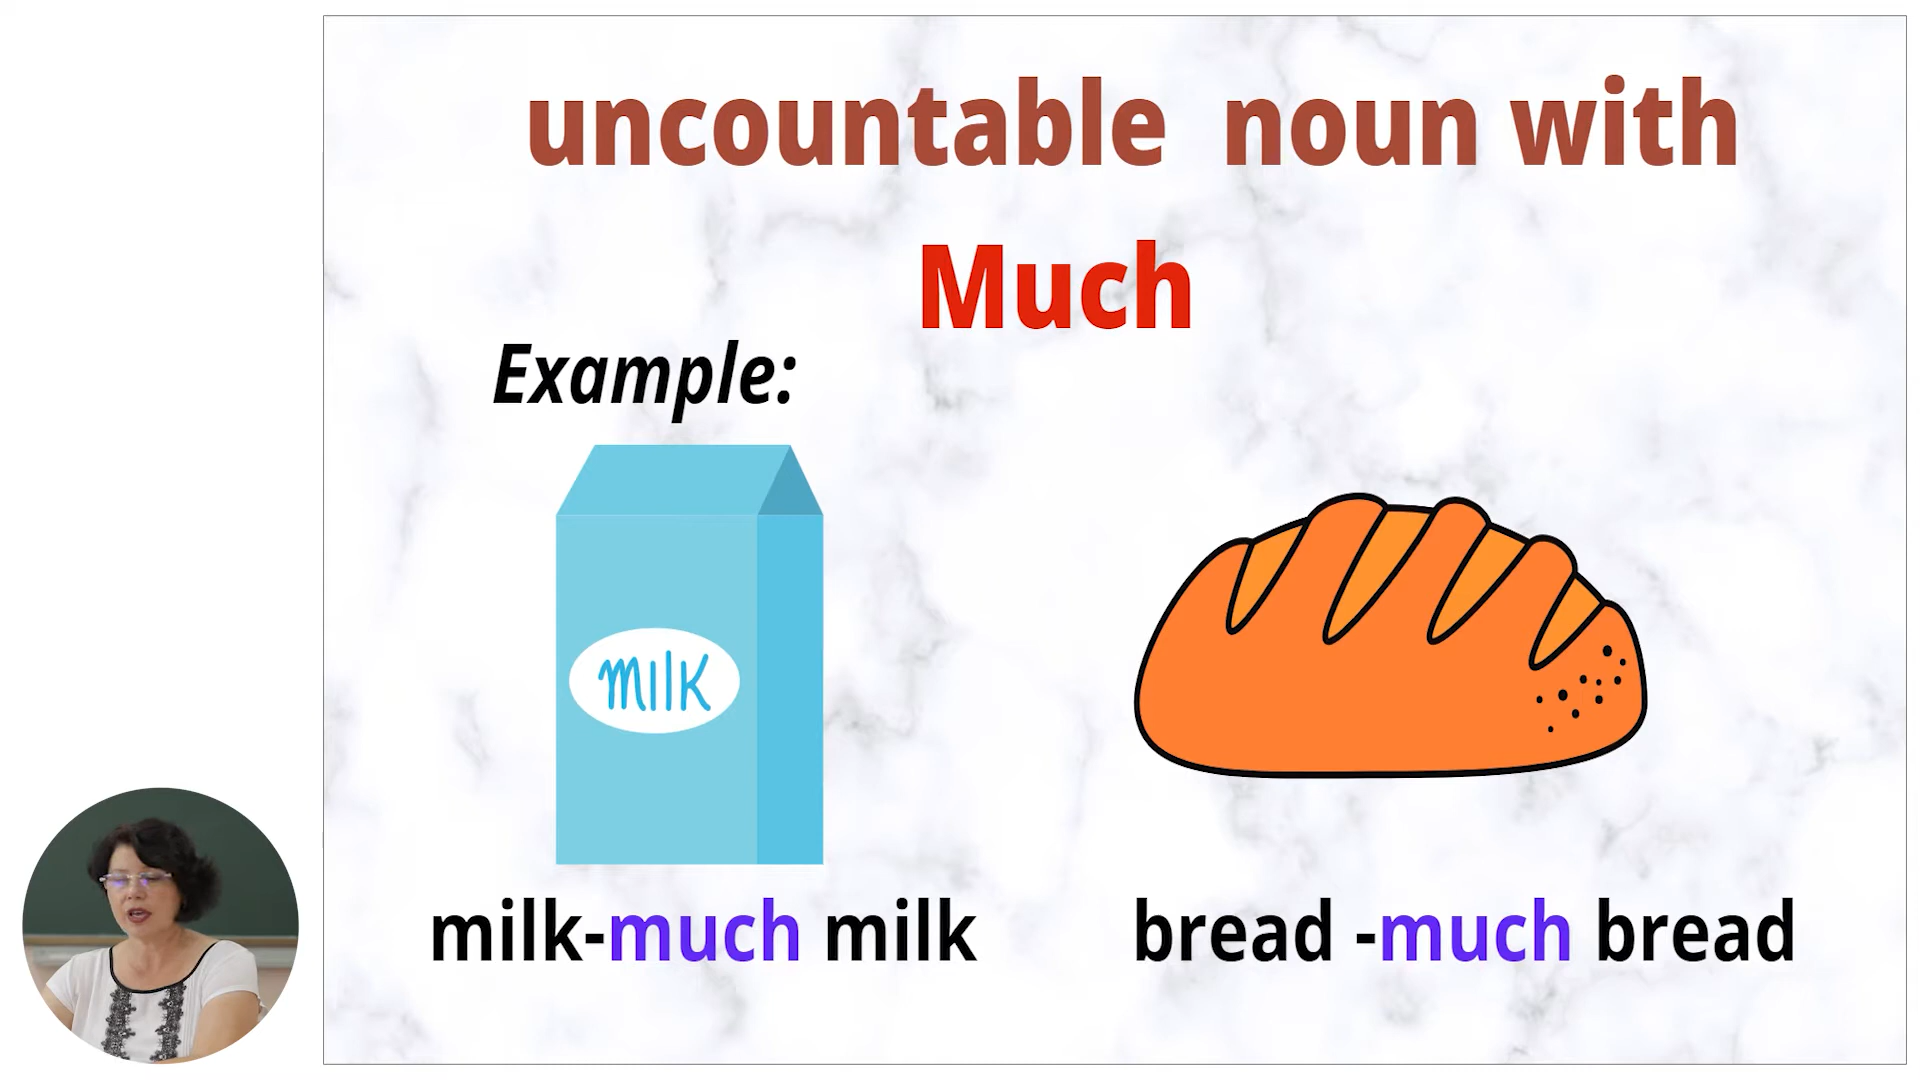 uncountable noun with
Much
Example:
milk
milk-much milk
bread -much bread